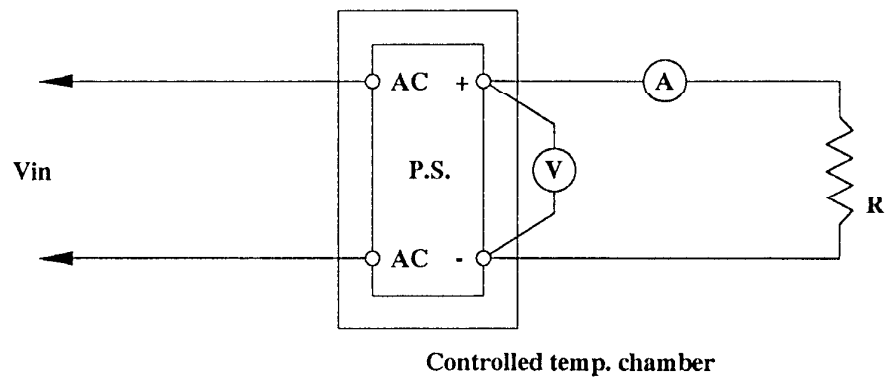 AC + A
Vin P.S. V R
AC -
Controlled temp. chamber